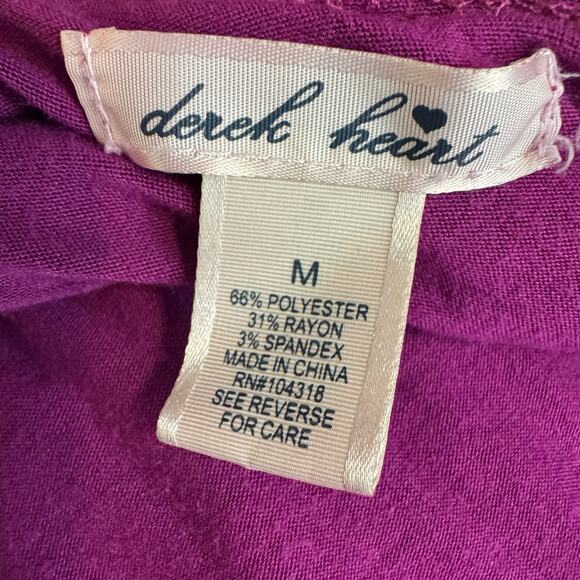 derek heart
M
66% POLYESTER
31% RAYON
3% SPANDEX
MADE IN CHINA
RN#104318
SEE REVERSE
FOR CARE